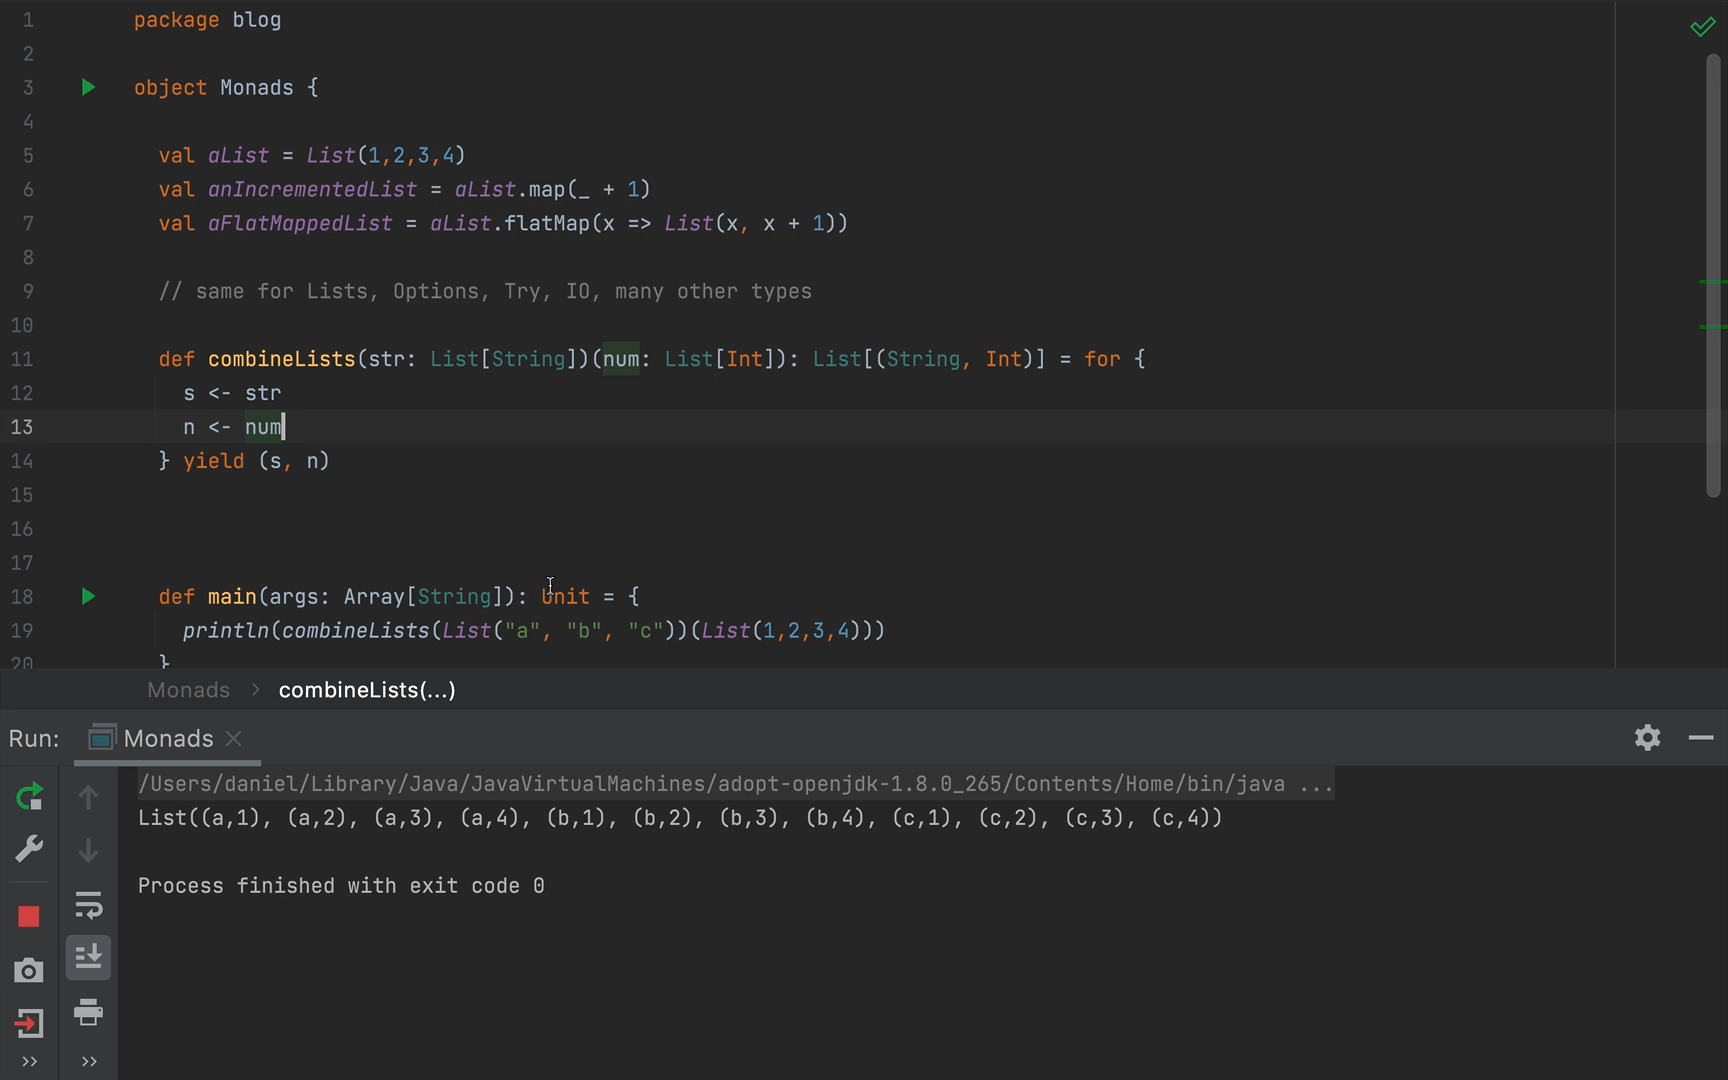 1 package blog
2
3 object Monads {
4
5 val aList = List(1,2,3,4)
6 val anIncrementedList = aList.map(_ + 1)
7 val aFlatMappedList = aList.flatMap(x => List(x, x + 1))
8
9 // same for Lists, Options, Try, IO, many other types
10
11 def combineLists(str: List[String])(num: List[Int]): List[(String, Int)] = for {
12 s <- str
13 n <- num
14 } yield (s, n)
15
16
17
18 def main(args: Array[String]): Unit = {
19 println(combineLists(List("a", "b", "c"))(List(1,2,3,4)))
20 }
Monads > combineLists(...)
Run: Monads
/Users/daniel/Library/Java/JavaVirtualMachines/adopt-openjdk-1.8.0_265/Contents/Home/bin/java ...
List((a,1), (a,2), (a,3), (a,4), (b,1), (b,2), (b,3), (b,4), (c,1), (c,2), (c,3), (c,4))
Process finished with exit code 0